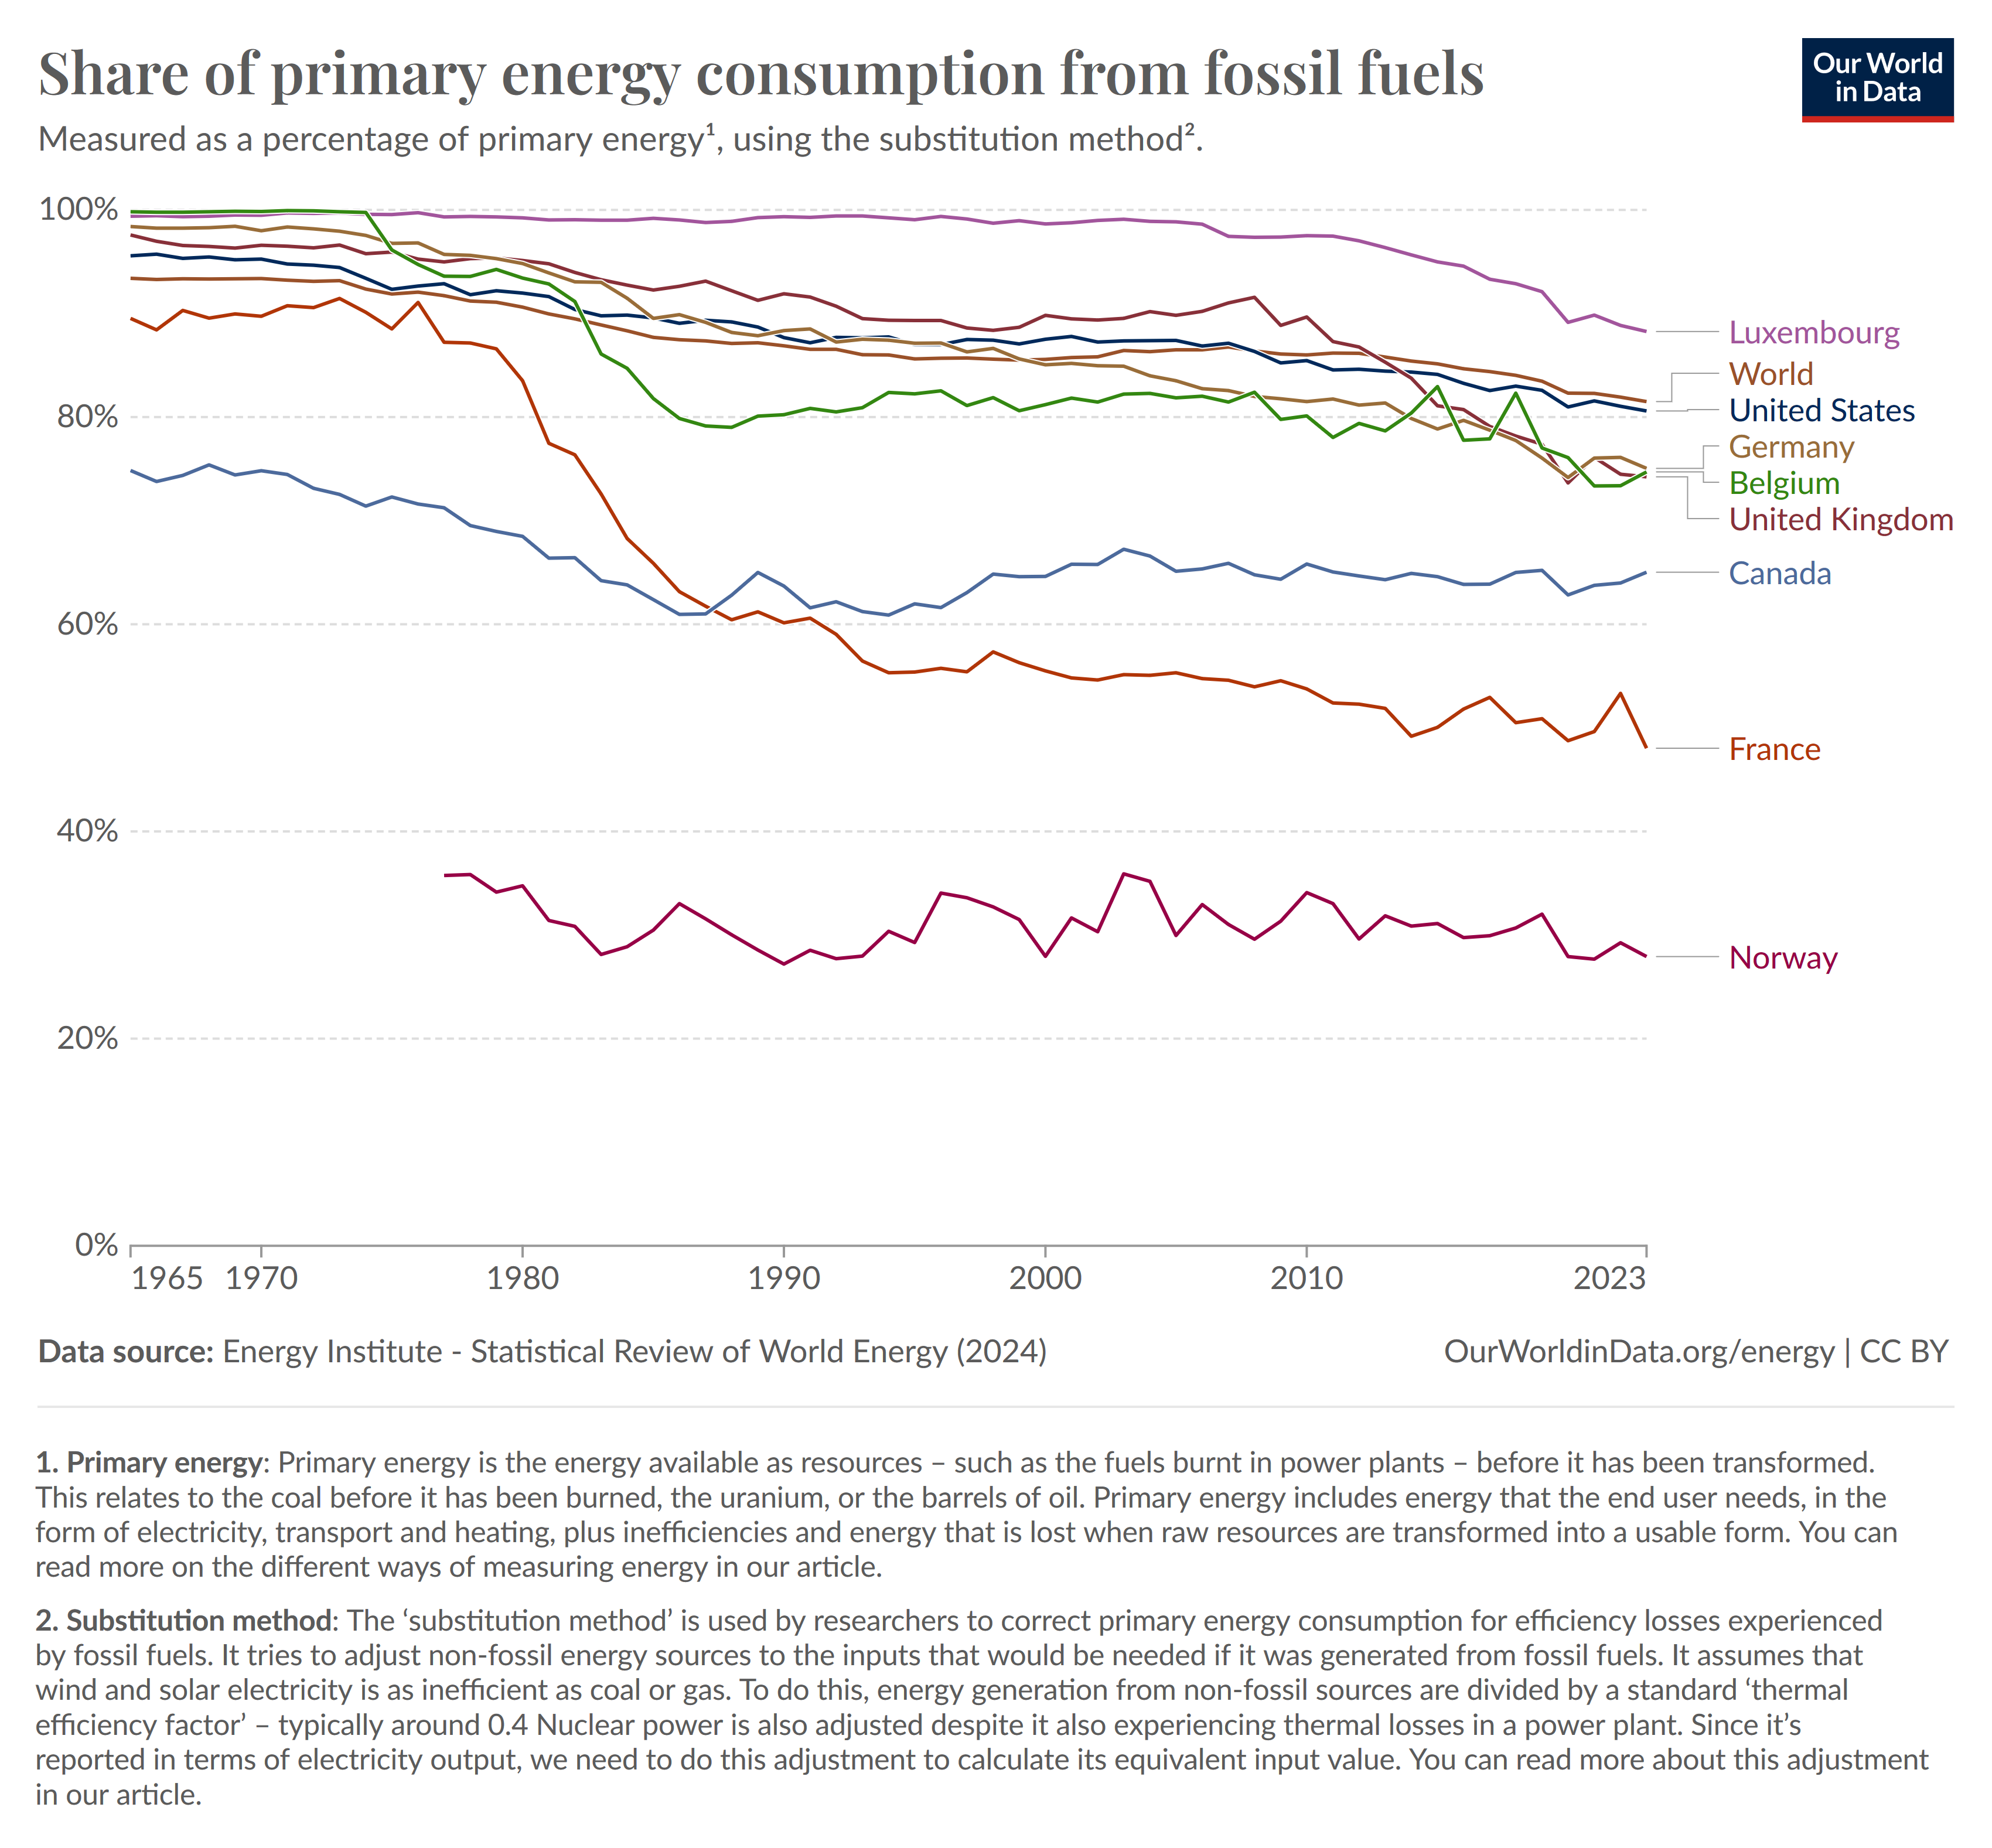 Share of primary energy consumption from fossil fuels
Our World
in Data
Measured as a percentage of primary energy¹, using the substitution method².
100%
80%
60%
40%
20%
0%
Luxembourg
World
United States
Germany
Belgium
United Kingdom
Canada
France
Norway
1965 1970 1980 1990 2000 2010 2023
Data source: Energy Institute - Statistical Review of World Energy (2024)
OurWorldinData.org/energy | CC BY
1. Primary energy: Primary energy is the energy available as resources – such as the fuels burnt in power plants – before it has been transformed.
This relates to the coal before it has been burned, the uranium, or the barrels of oil. Primary energy includes energy that the end user needs, in the
form of electricity, transport and heating, plus inefficiencies and energy that is lost when raw resources are transformed into a usable form. You can
read more on the different ways of measuring energy in our article.
2. Substitution method: The ‘substitution method’ is used by researchers to correct primary energy consumption for efficiency losses experienced
by fossil fuels. It tries to adjust non-fossil energy sources to the inputs that would be needed if it was generated from fossil fuels. It assumes that
wind and solar electricity is as inefficient as coal or gas. To do this, energy generation from non-fossil sources are divided by a standard ‘thermal
efficiency factor’ – typically around 0.4 Nuclear power is also adjusted despite it also experiencing thermal losses in a power plant. Since it’s
reported in terms of electricity output, we need to do this adjustment to calculate its equivalent input value. You can read more about this adjustment
in our article.